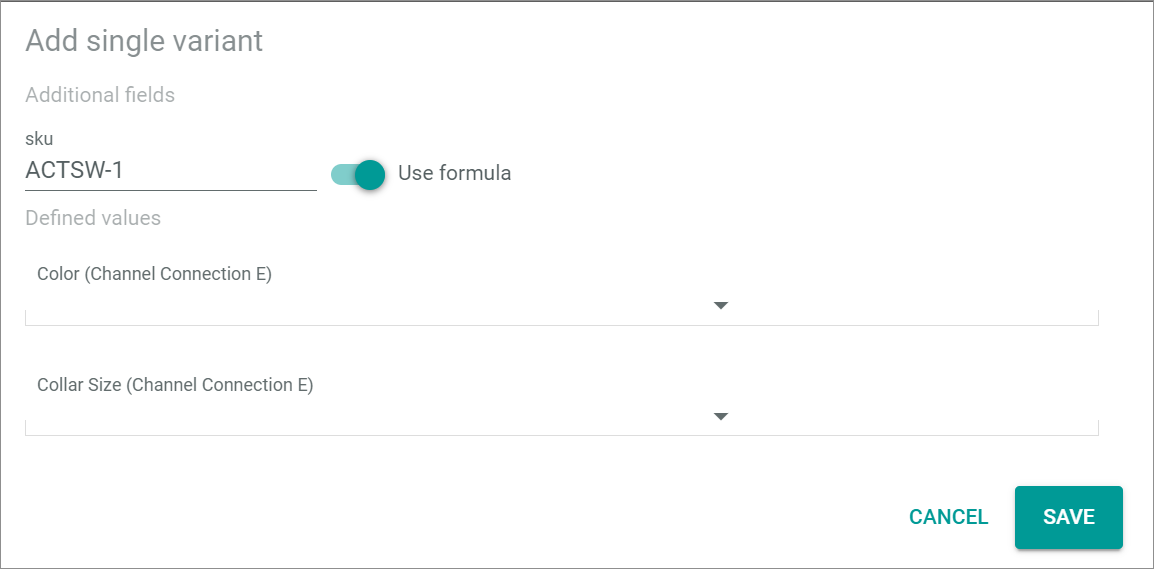 Add single variant
Additional fields
sku
ACTSW-1
Use formula
Defined values
Color (Channel Connection E)
Collar Size (Channel Connection E)
CANCEL
SAVE